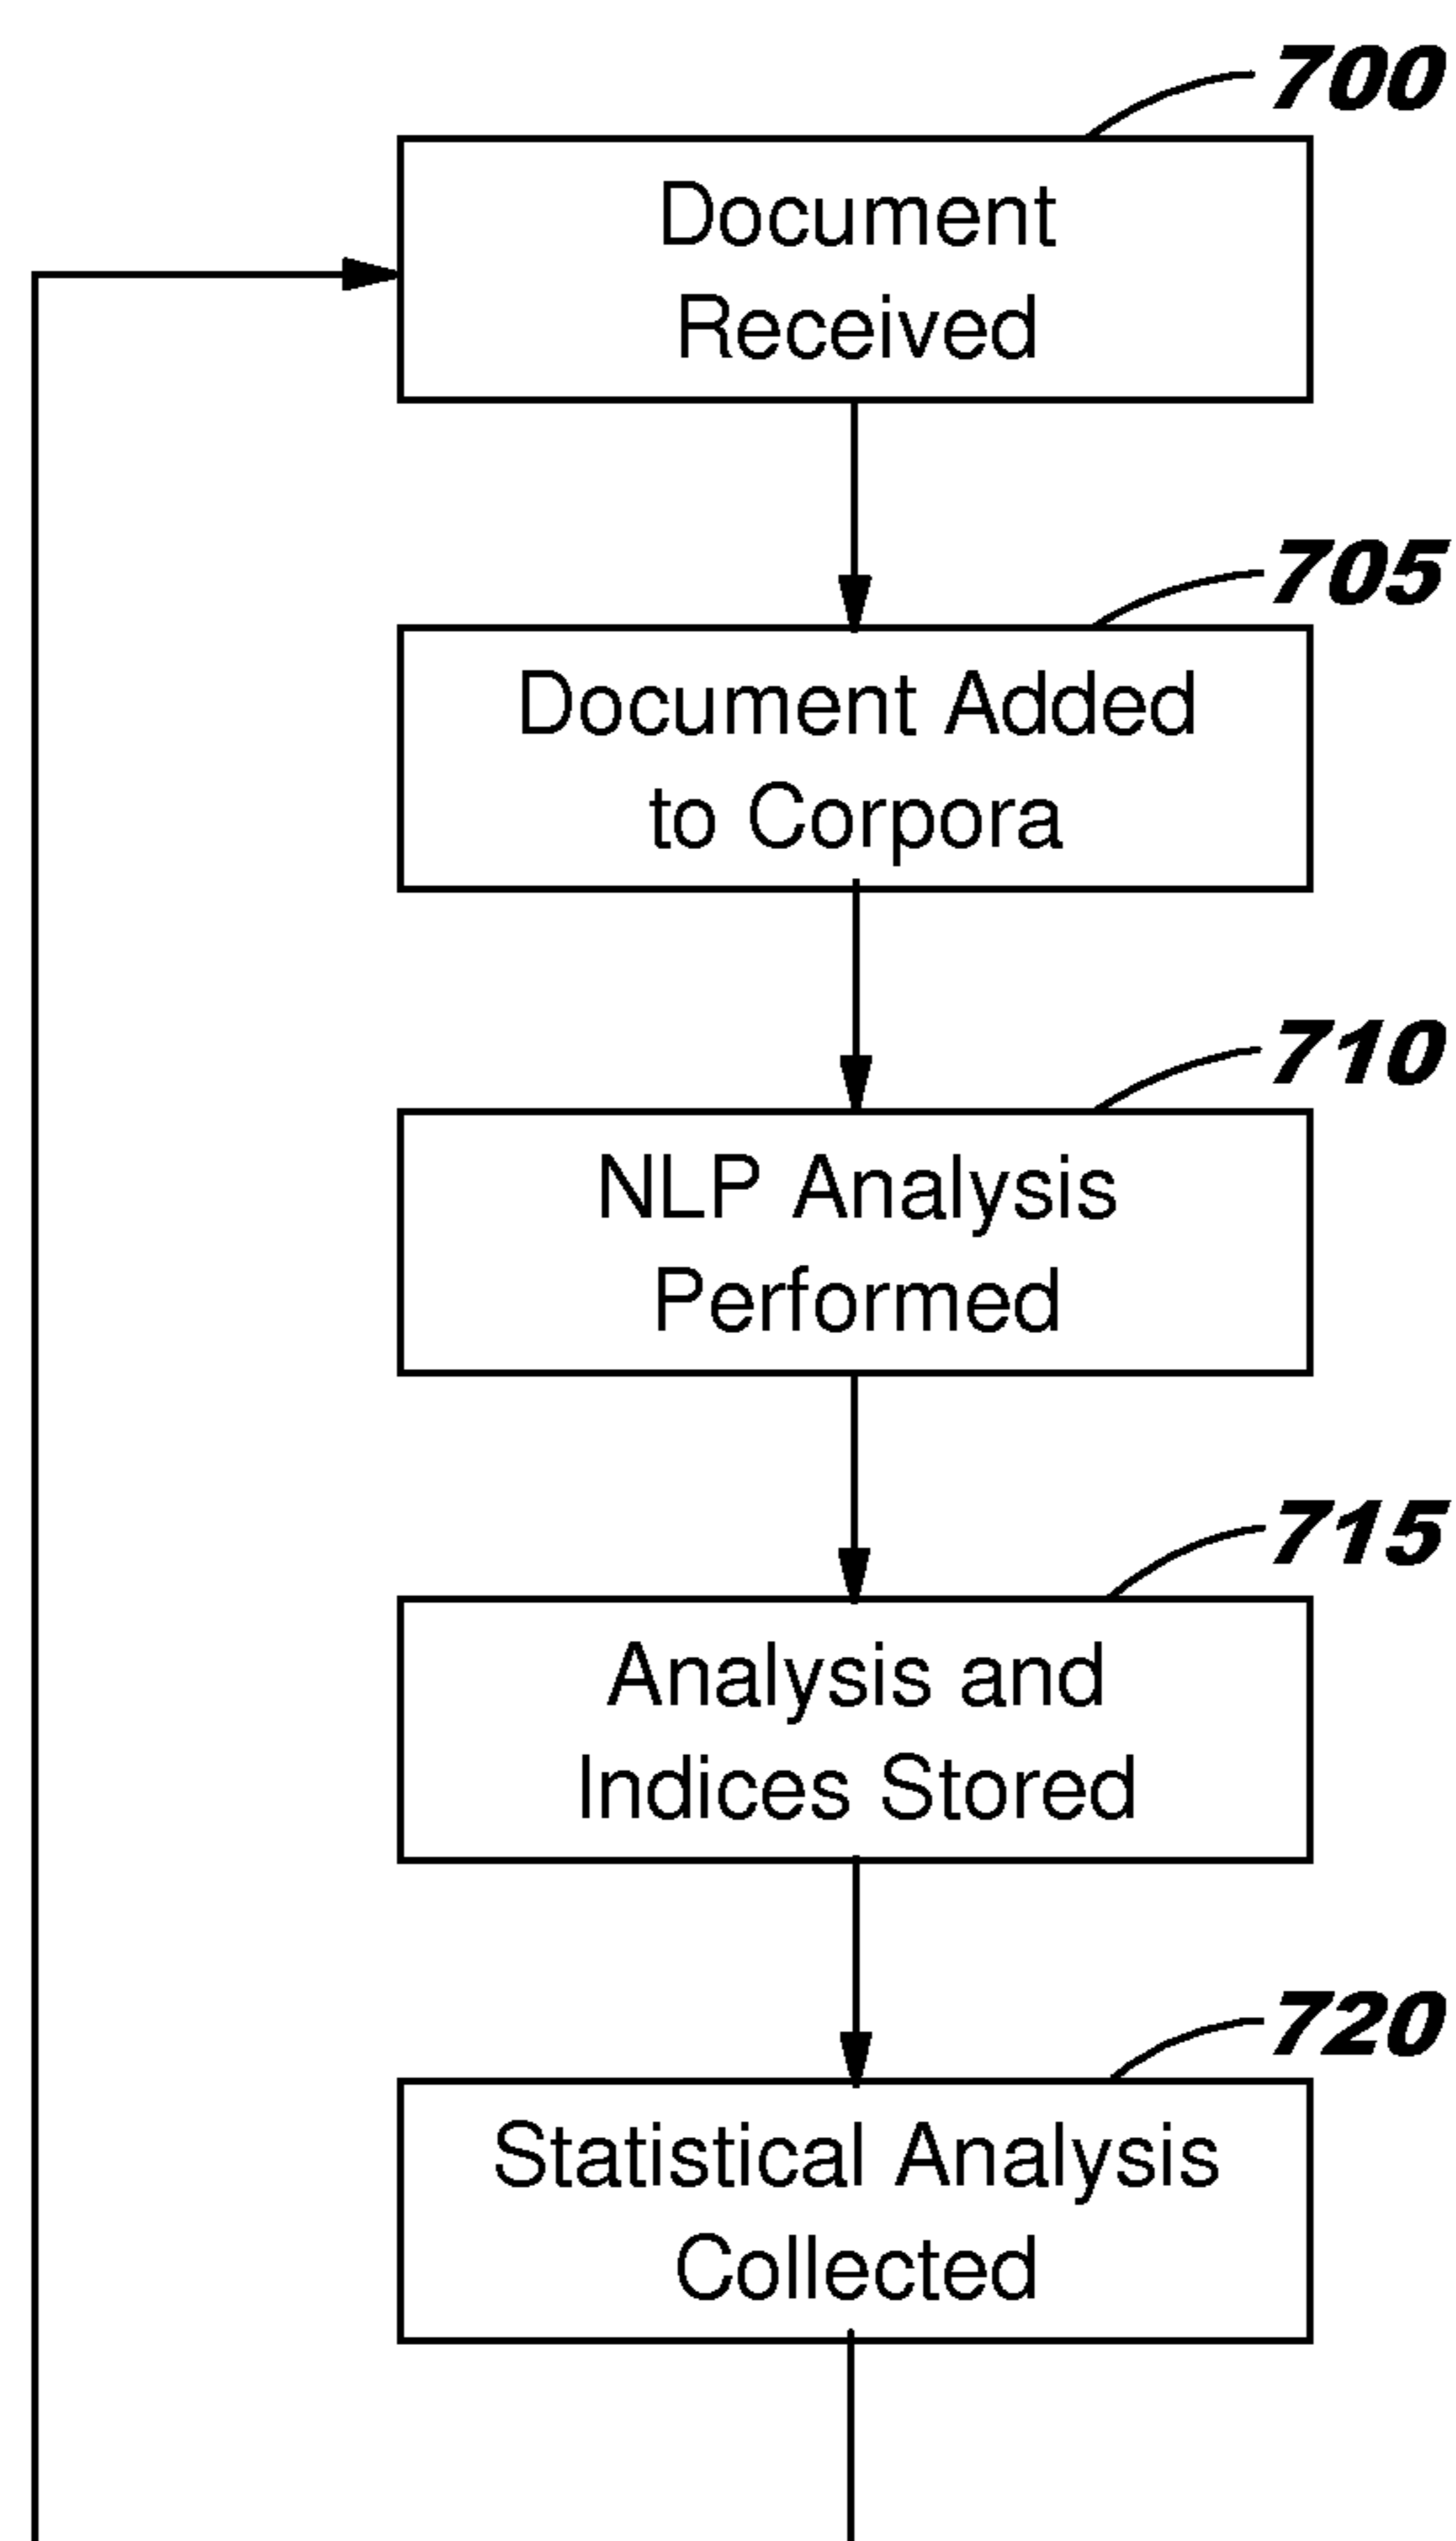 700
Document
Received
705
Document Added
to Corpora
710
NLP Analysis
Performed
715
Analysis and
Indices Stored
720
Statistical Analysis
Collected